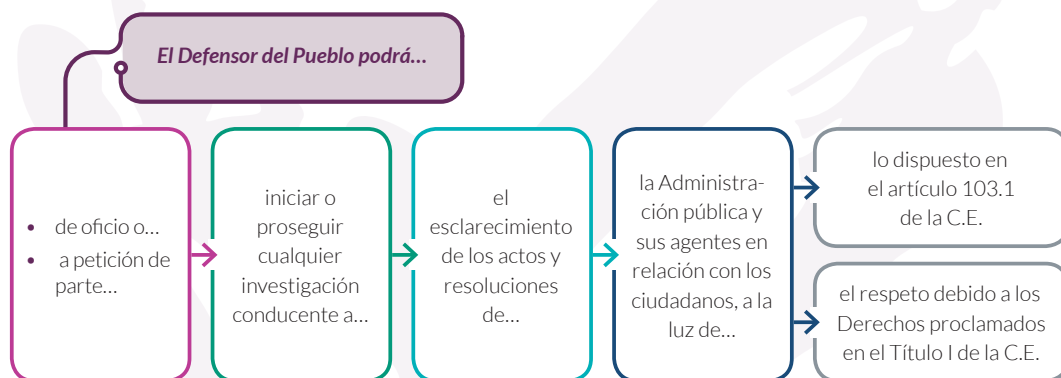 El Defensor del Pueblo podrá...
• de oficio o...
• a petición de
parte...
iniciar o
proseguir
cualquier
investigación
conducente a...
el
esclarecimiento
de los actos y
resoluciones
de...
la Administra-
ción pública y
sus agentes en
relación con los
ciudadanos, a la
luz de...
lo dispuesto en
el artículo 103.1
de la C.E.
el respeto debido a los
Derechos proclamados
en el Título I de la C.E.